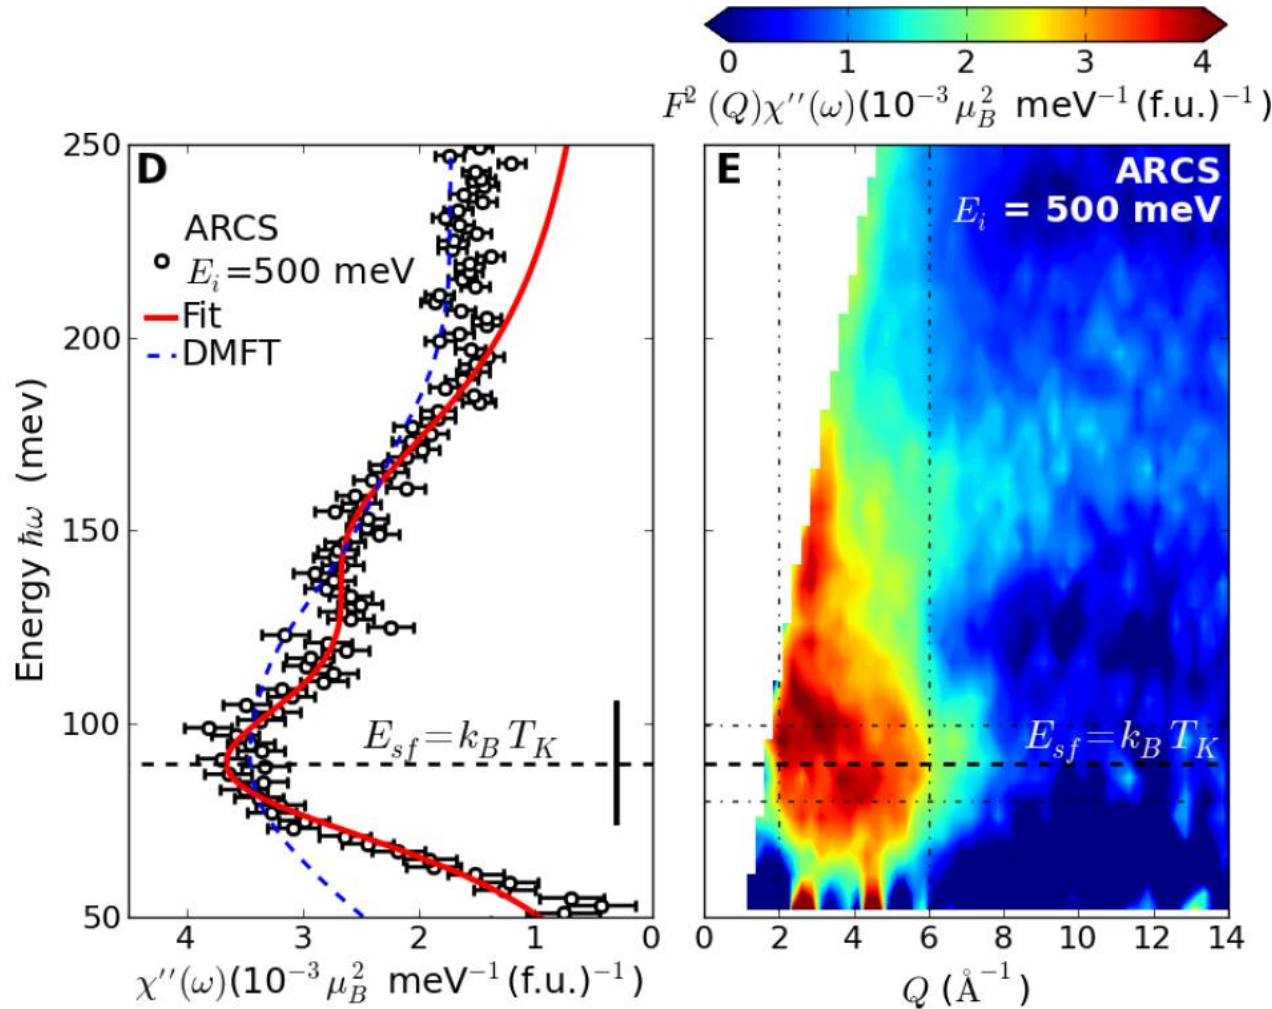 0 1 2 3 4
F² (Q)χ′′(ω)(10⁻³ μ_B² meV⁻¹(f.u.)⁻¹)
250
200
150
100
50
Energy ħω (mev)
D
ARCS
E_i=500 meV
Fit
DMFT
E_sf=k_B T_K
4 3 2 1 0
χ′′(ω)(10⁻³ μ_B² meV⁻¹(f.u.)⁻¹)
E
ARCS
E_i = 500 meV
E_sf=k_B T_K
0 2 4 6 8 10 12 14
Q (Å⁻¹)